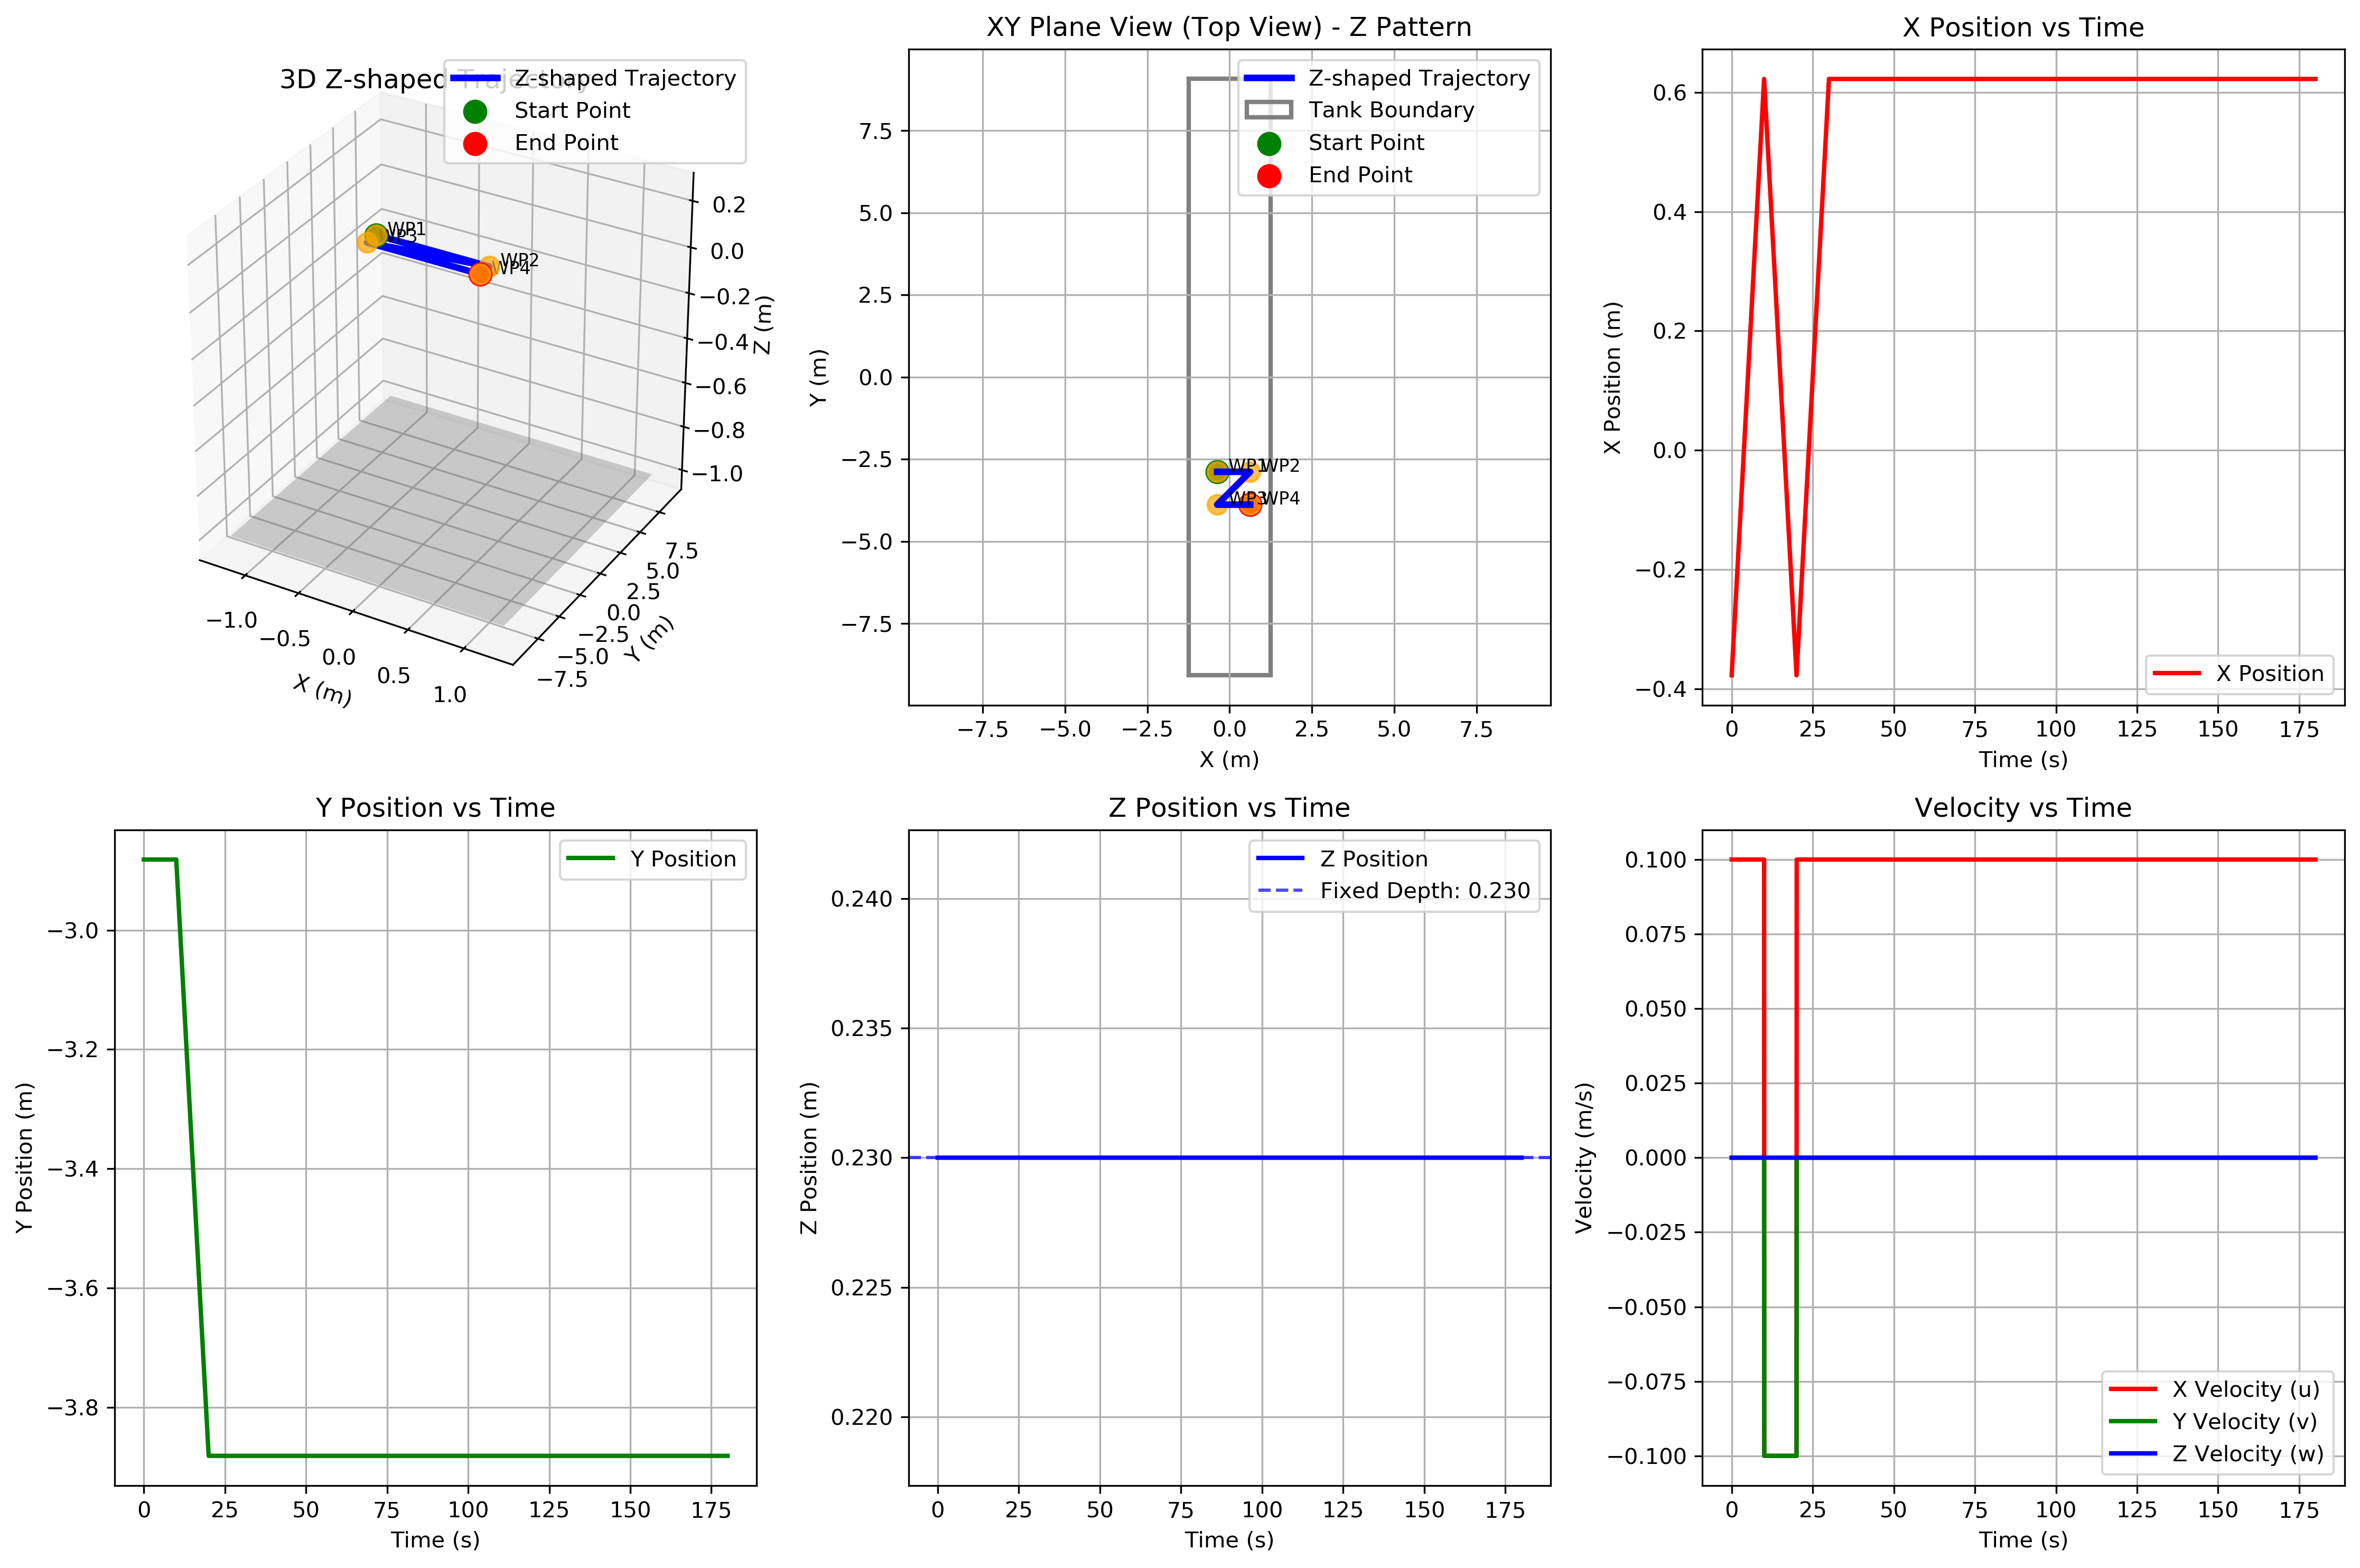 3D Z-shaped Trajectory
Z-shaped Trajectory
Start Point
End Point
WP1
WP3
WP2
WP4
0.2
0.0
−0.2
−0.4
−0.6
−0.8
−1.0
Z (m)
7.5
5.0
2.5
0.0
−2.5
−5.0
−7.5
Y (m)
−1.0
−0.5
0.0
0.5
1.0
X (m)
XY Plane View (Top View) - Z Pattern
Z-shaped Trajectory
Tank Boundary
Start Point
End Point
7.5
5.0
2.5
0.0
−2.5
−5.0
−7.5
Y (m)
WP1
WP2
WP3
WP4
−7.5 −5.0 −2.5 0.0 2.5 5.0 7.5
X (m)
X Position vs Time
0.6
0.4
0.2
0.0
−0.2
−0.4
X Position (m)
X Position
0 25 50 75 100 125 150 175
Time (s)
Y Position vs Time
Y Position
−3.0
−3.2
−3.4
−3.6
−3.8
Y Position (m)
0 25 50 75 100 125 150 175
Time (s)
Z Position vs Time
Z Position
Fixed Depth: 0.230
0.240
0.235
0.230
0.225
0.220
Z Position (m)
0 25 50 75 100 125 150 175
Time (s)
Velocity vs Time
0.100
0.075
0.050
0.025
0.000
−0.025
−0.050
−0.075
−0.100
Velocity (m/s)
X Velocity (u)
Y Velocity (v)
Z Velocity (w)
0 25 50 75 100 125 150 175
Time (s)